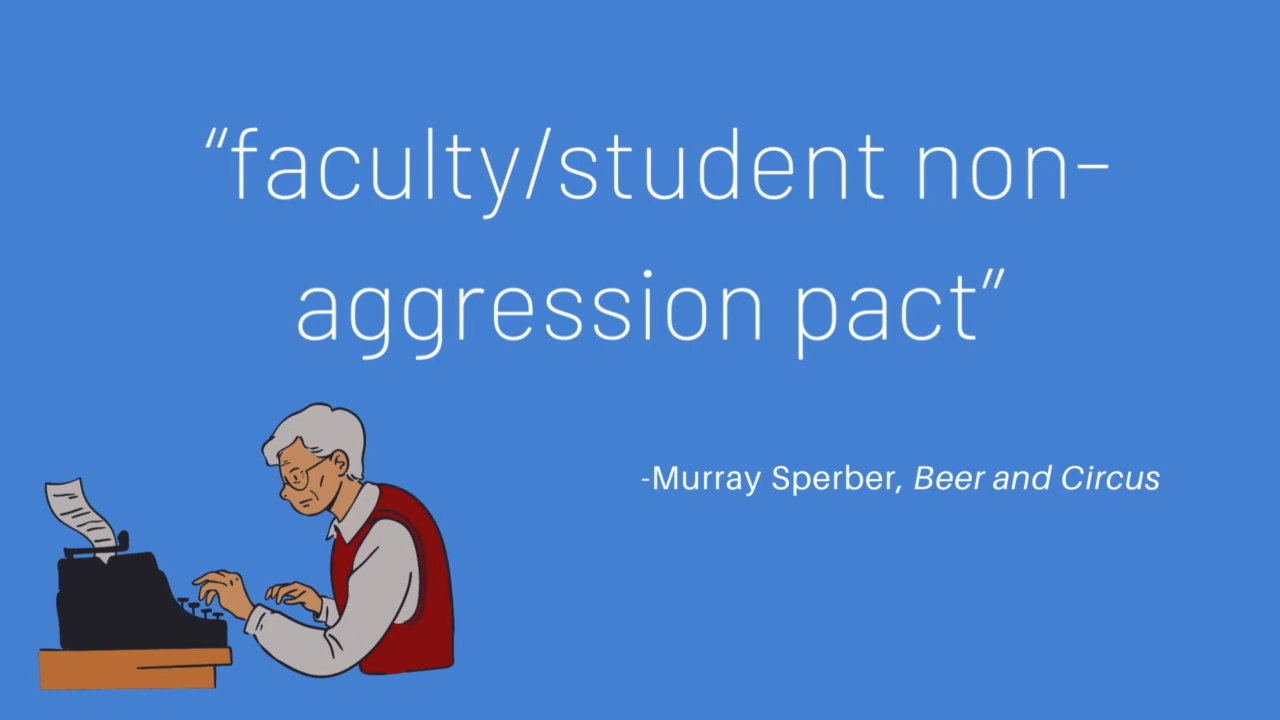 “faculty/student non-
aggression pact”
-Murray Sperber, Beer and Circus